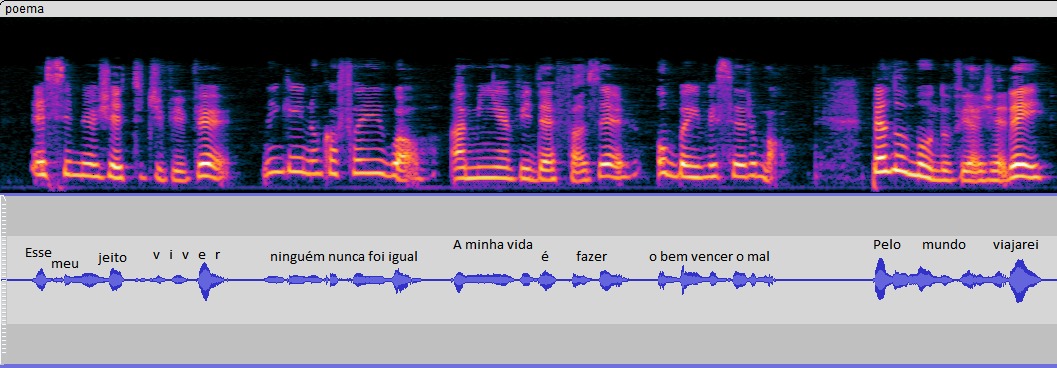 poema
Esse meu jeito v i v e r ninguém nunca foi igual A minha vida é fazer o bem vencer o mal Pelo mundo viajarei